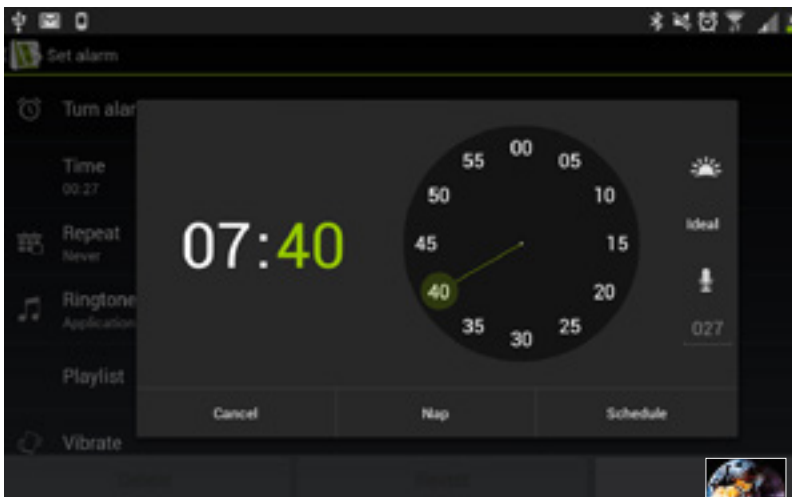 Set alarm
Turn alar
Time
00:27
Repeat
Never
Ringtone
Application
Playlist
Vibrate
07:40
00
05
10
15
20
25
30
35
40
45
50
55
Ideal
027
Cancel
Nap
Schedule